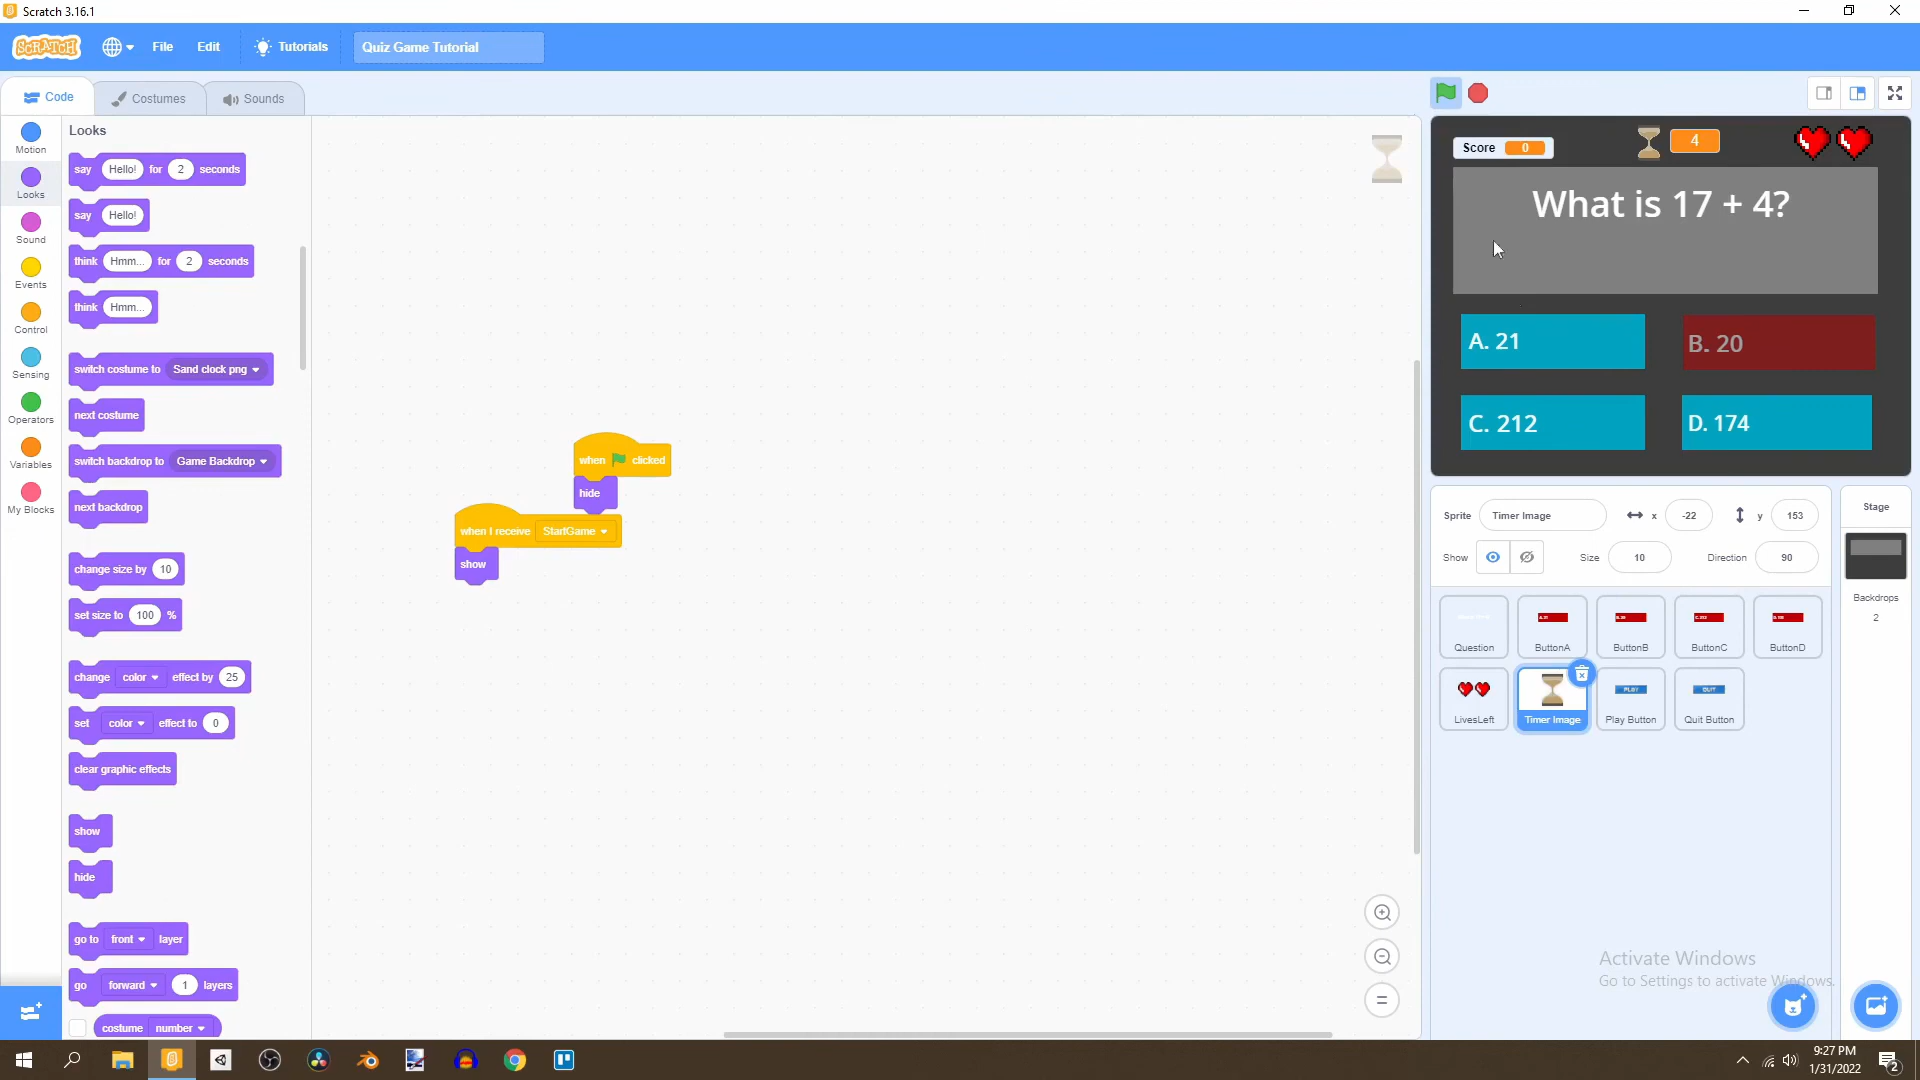 Scratch 3.16.1
SCRATCH File Edit Tutorials Quiz Game Tutorial
Code Costumes Sounds
Motion
Looks
Sound
Events
Control
Sensing
Operators
Variables
My Blocks
Looks
say Hello! for 2 seconds
say Hello!
think Hmm... for 2 seconds
think Hmm...
switch costume to Sand clock png
next costume
switch backdrop to Game Backdrop
next backdrop
change size by 10
set size to 100 %
change color effect by 25
set color effect to 0
clear graphic effects
show
hide
go to front layer
go forward 1 layers
costume number
when clicked
hide
when I receive StartGame
show
Score 0
4
What is 17 + 4?
A. 21
B. 20
C. 212
D. 174
Sprite Timer Image x -22 y 153
Show Size 10 Direction 90
Question
ButtonA
ButtonB
ButtonC
ButtonD
LivesLeft
Timer Image
PLAY
Play Button
QUIT
Quit Button
Stage
Backdrops
2
Activate Windows
Go to Settings to activate Windows.
9:27 PM
1/31/2022
2